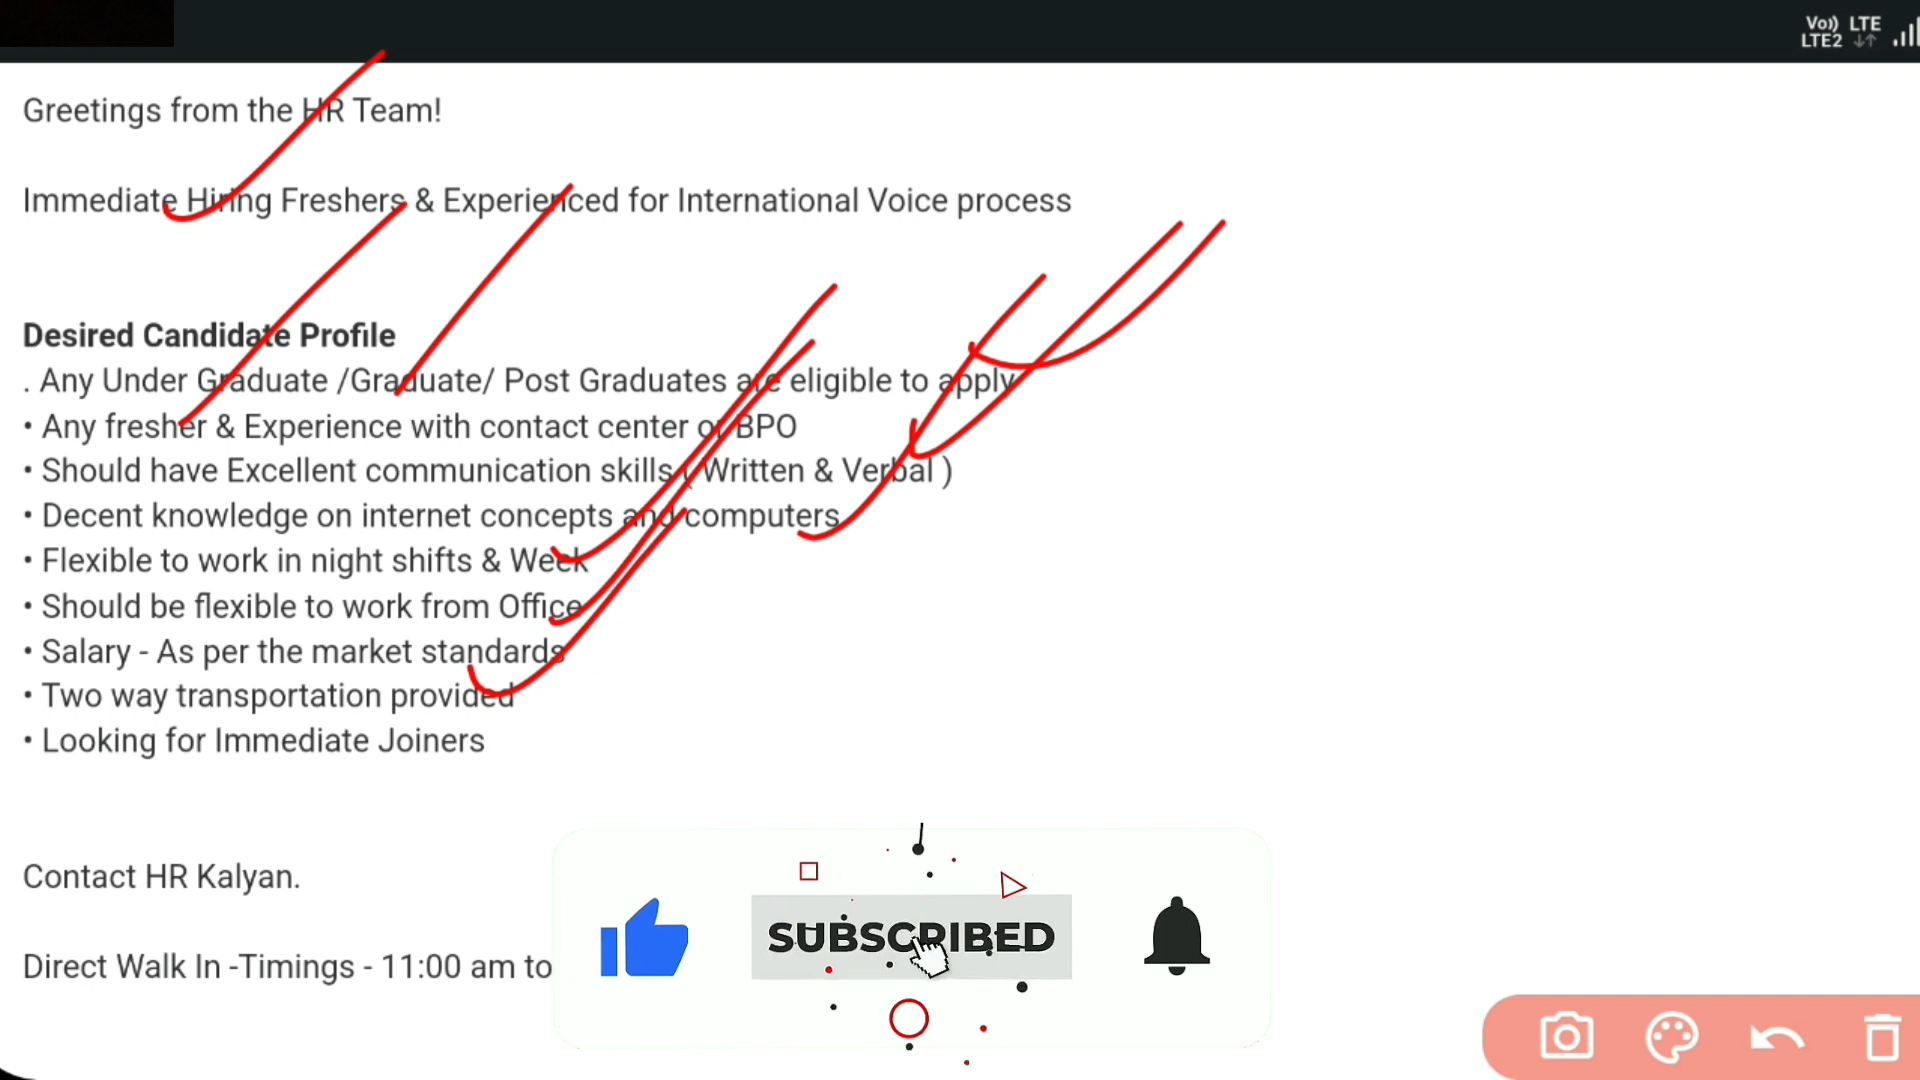 Vo)) LTE
LTE2
Greetings from the HR Team!
Immediate Hiring Freshers & Experienced for International Voice process
Desired Candidate Profile
. Any Under Graduate /Graduate/ Post Graduates are eligible to apply
• Any fresher & Experience with contact center or BPO
• Should have Excellent communication skills ( Written & Verbal )
• Decent knowledge on internet concepts and computers
• Flexible to work in night shifts & Week
• Should be flexible to work from Office
• Salary - As per the market standards
• Two way transportation provided
• Looking for Immediate Joiners
Contact HR Kalyan.
SUBSCRIBED
Direct Walk In -Timings - 11:00 am to